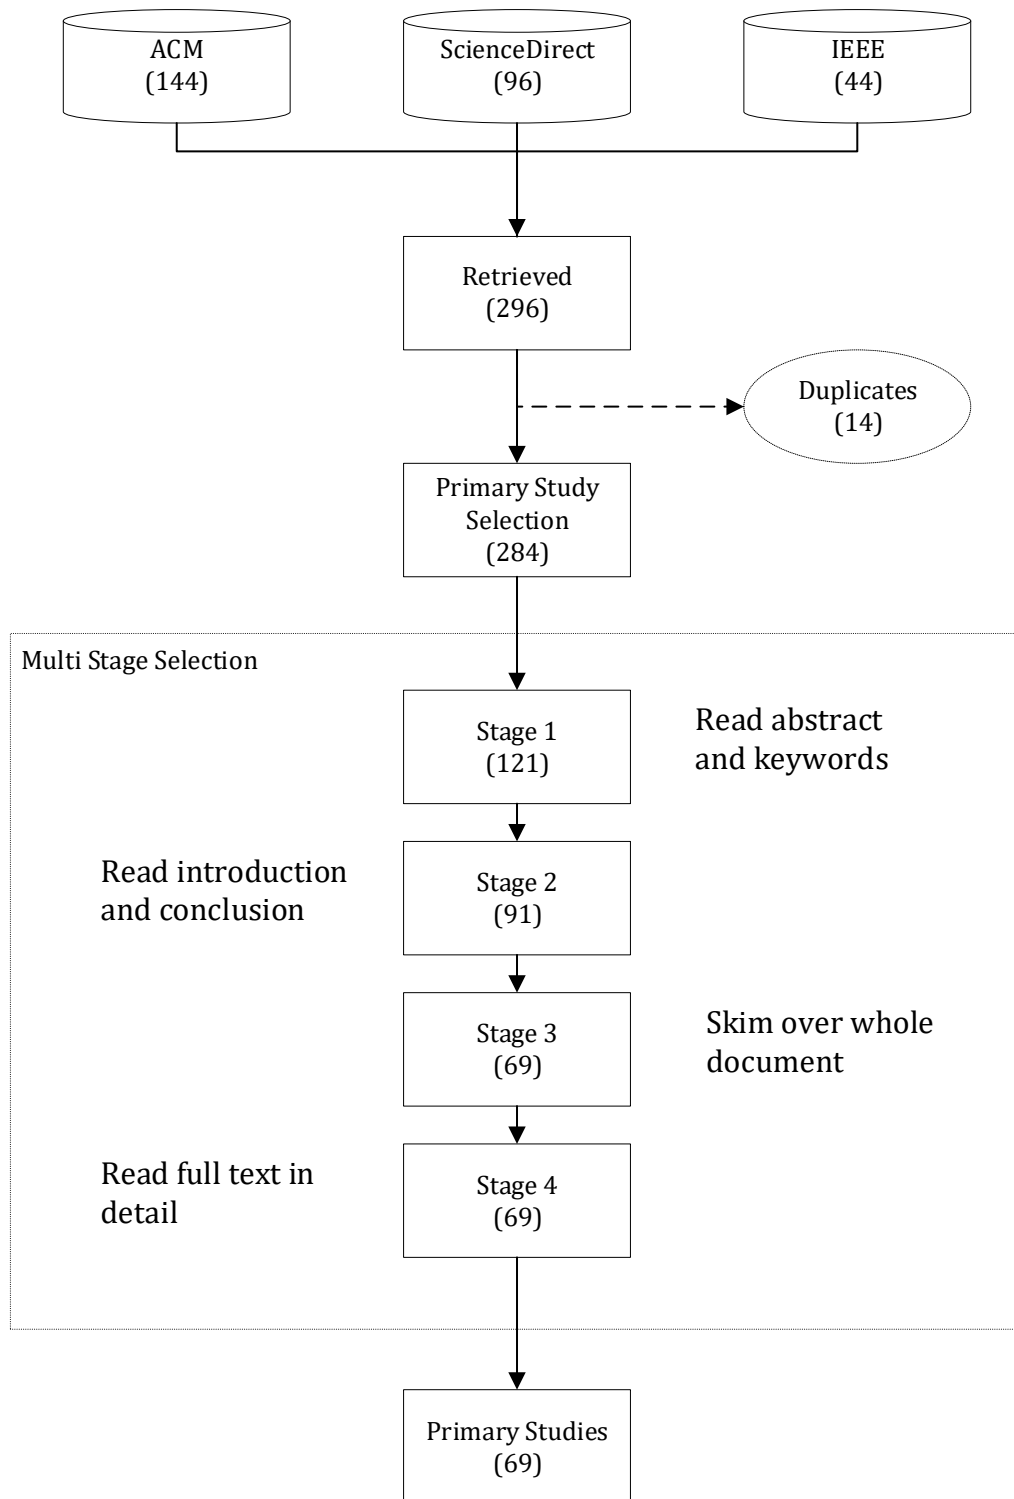 ACM
(144)
ScienceDirect
(96)
IEEE
(44)
Retrieved
(296)
Duplicates
(14)
Primary Study
Selection
(284)
Multi Stage Selection
Stage 1
(121)
Read abstract
and keywords
Read introduction
and conclusion
Stage 2
(91)
Stage 3
(69)
Skim over whole
document
Read full text in
detail
Stage 4
(69)
Primary Studies
(69)